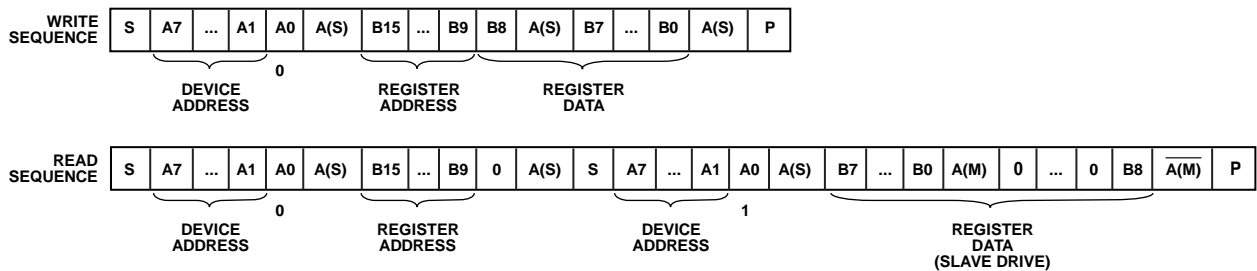 WRITE
SEQUENCE
S A7 ... A1 A0 A(S) B15 ... B9 B8 A(S) B7 ... B0 A(S) P
0
DEVICE
ADDRESS
REGISTER
ADDRESS
REGISTER
DATA
READ
SEQUENCE
S A7 ... A1 A0 A(S) B15 ... B9 0 A(S) S A7 ... A1 A0 A(S) B7 ... B0 A(M) 0 ... 0 B8 A(M) P
0 1
DEVICE
ADDRESS
REGISTER
ADDRESS
DEVICE
ADDRESS
REGISTER
DATA
(SLAVE DRIVE)